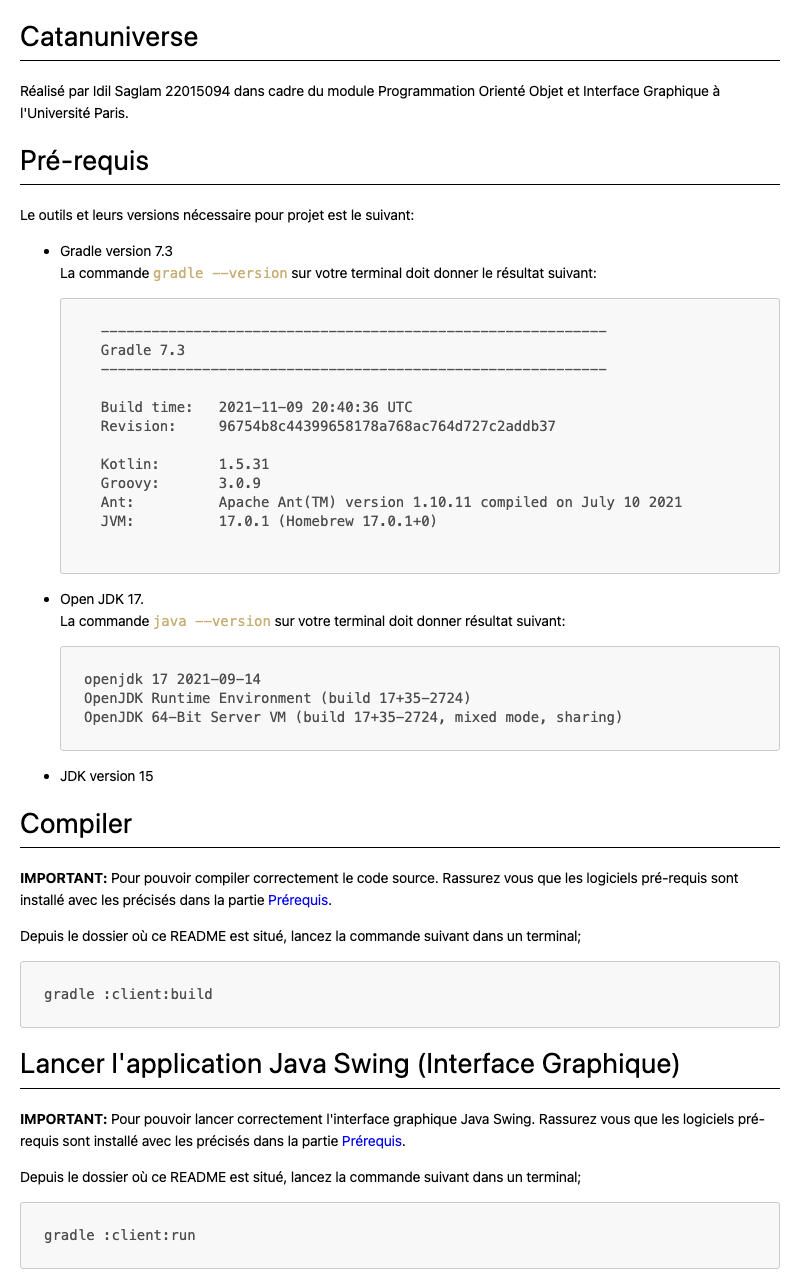 Catanuniverse
Réalisé par Idil Saglam 22015094 dans cadre du module Programmation Orienté Objet et Interface Graphique à
l'Université Paris.
Pré-requis
Le outils et leurs versions nécessaire pour projet est le suivant:
• Gradle version 7.3
La commande gradle --version sur votre terminal doit donner le résultat suivant:
------------------------------------------------------------
Gradle 7.3
------------------------------------------------------------
Build time:   2021-11-09 20:40:36 UTC
Revision:     96754b8c44399658178a768ac764d727c2addb37
Kotlin:       1.5.31
Groovy:       3.0.9
Ant:          Apache Ant(TM) version 1.10.11 compiled on July 10 2021
JVM:          17.0.1 (Homebrew 17.0.1+0)
• Open JDK 17.
La commande java --version sur votre terminal doit donner résultat suivant:
openjdk 17 2021-09-14
OpenJDK Runtime Environment (build 17+35-2724)
OpenJDK 64-Bit Server VM (build 17+35-2724, mixed mode, sharing)
• JDK version 15
Compiler
IMPORTANT: Pour pouvoir compiler correctement le code source. Rassurez vous que les logiciels pré-requis sont
installé avec les précisés dans la partie Prérequis.
Depuis le dossier où ce README est situé, lancez la commande suivant dans un terminal;
gradle :client:build
Lancer l'application Java Swing (Interface Graphique)
IMPORTANT: Pour pouvoir lancer correctement l'interface graphique Java Swing. Rassurez vous que les logiciels pré-
requis sont installé avec les précisés dans la partie Prérequis.
Depuis le dossier où ce README est situé, lancez la commande suivant dans un terminal;
gradle :client:run